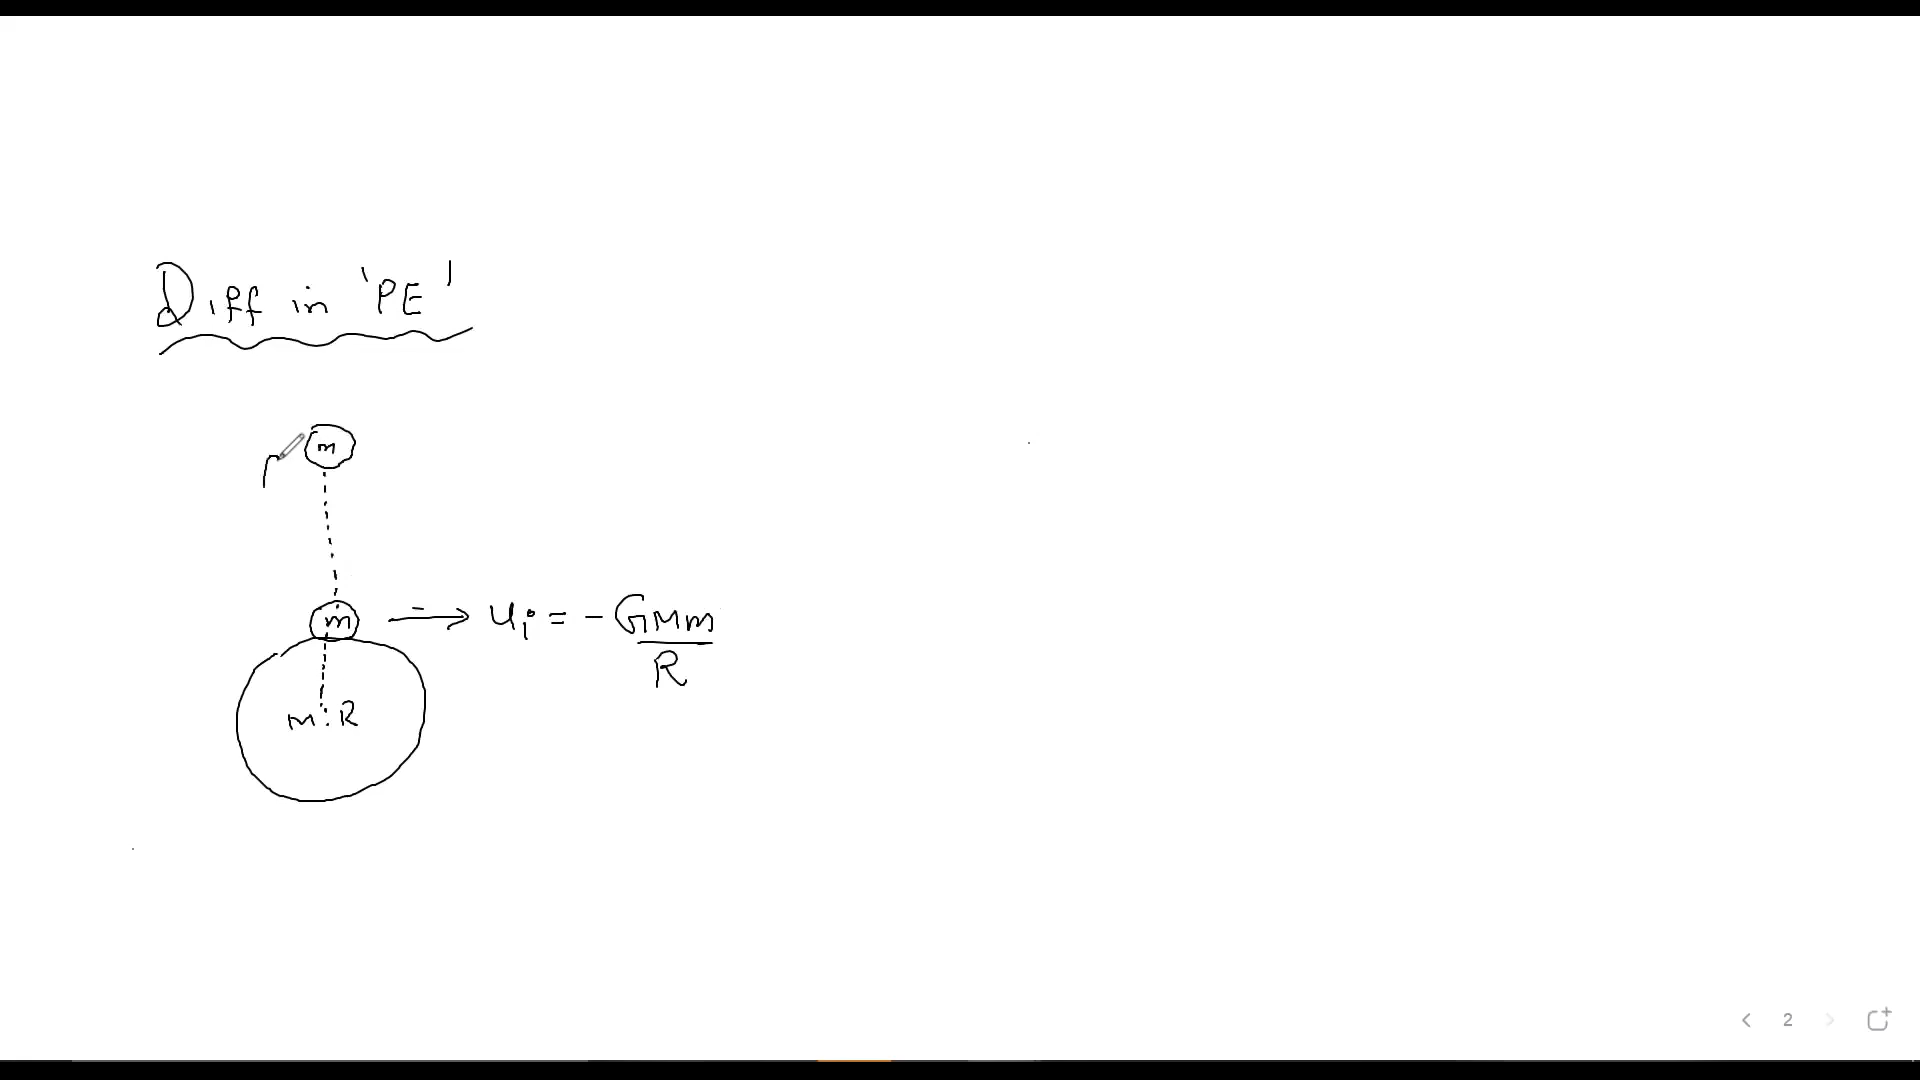 Diff in 'PE'
m
m → Ui = - GMm
R
m : R
2